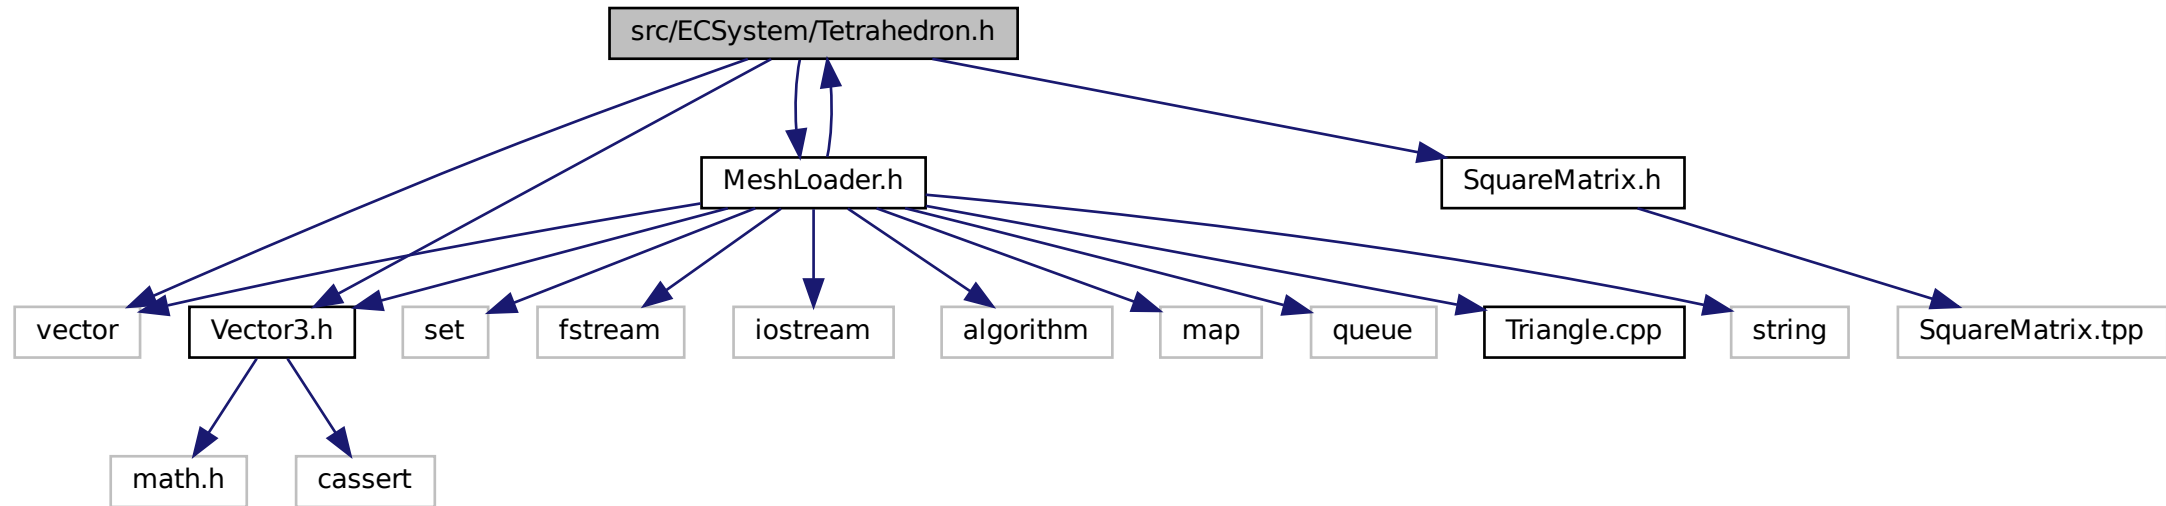 src/ECSystem/Tetrahedron.h
MeshLoader.h
SquareMatrix.h
vector
Vector3.h
set
fstream
iostream
algorithm
map
queue
Triangle.cpp
string
SquareMatrix.tpp
math.h
cassert